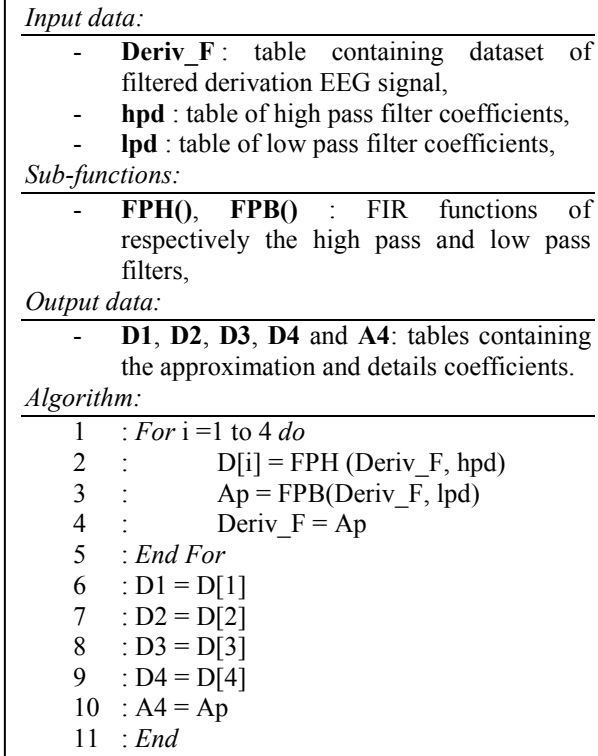 Input data:
- Deriv_F : table containing dataset of
filtered derivation EEG signal,
- hpd : table of high pass filter coefficients,
- lpd : table of low pass filter coefficients,
Sub-functions:
- FPH(), FPB() : FIR functions of
respectively the high pass and low pass
filters,
Output data:
- D1, D2, D3, D4 and A4: tables containing
the approximation and details coefficients.
Algorithm:
1 : For i =1 to 4 do
2 : D[i] = FPH (Deriv_F, hpd)
3 : Ap = FPB(Deriv_F, lpd)
4 : Deriv_F = Ap
5 : End For
6 : D1 = D[1]
7 : D2 = D[2]
8 : D3 = D[3]
9 : D4 = D[4]
10 : A4 = Ap
11 : End